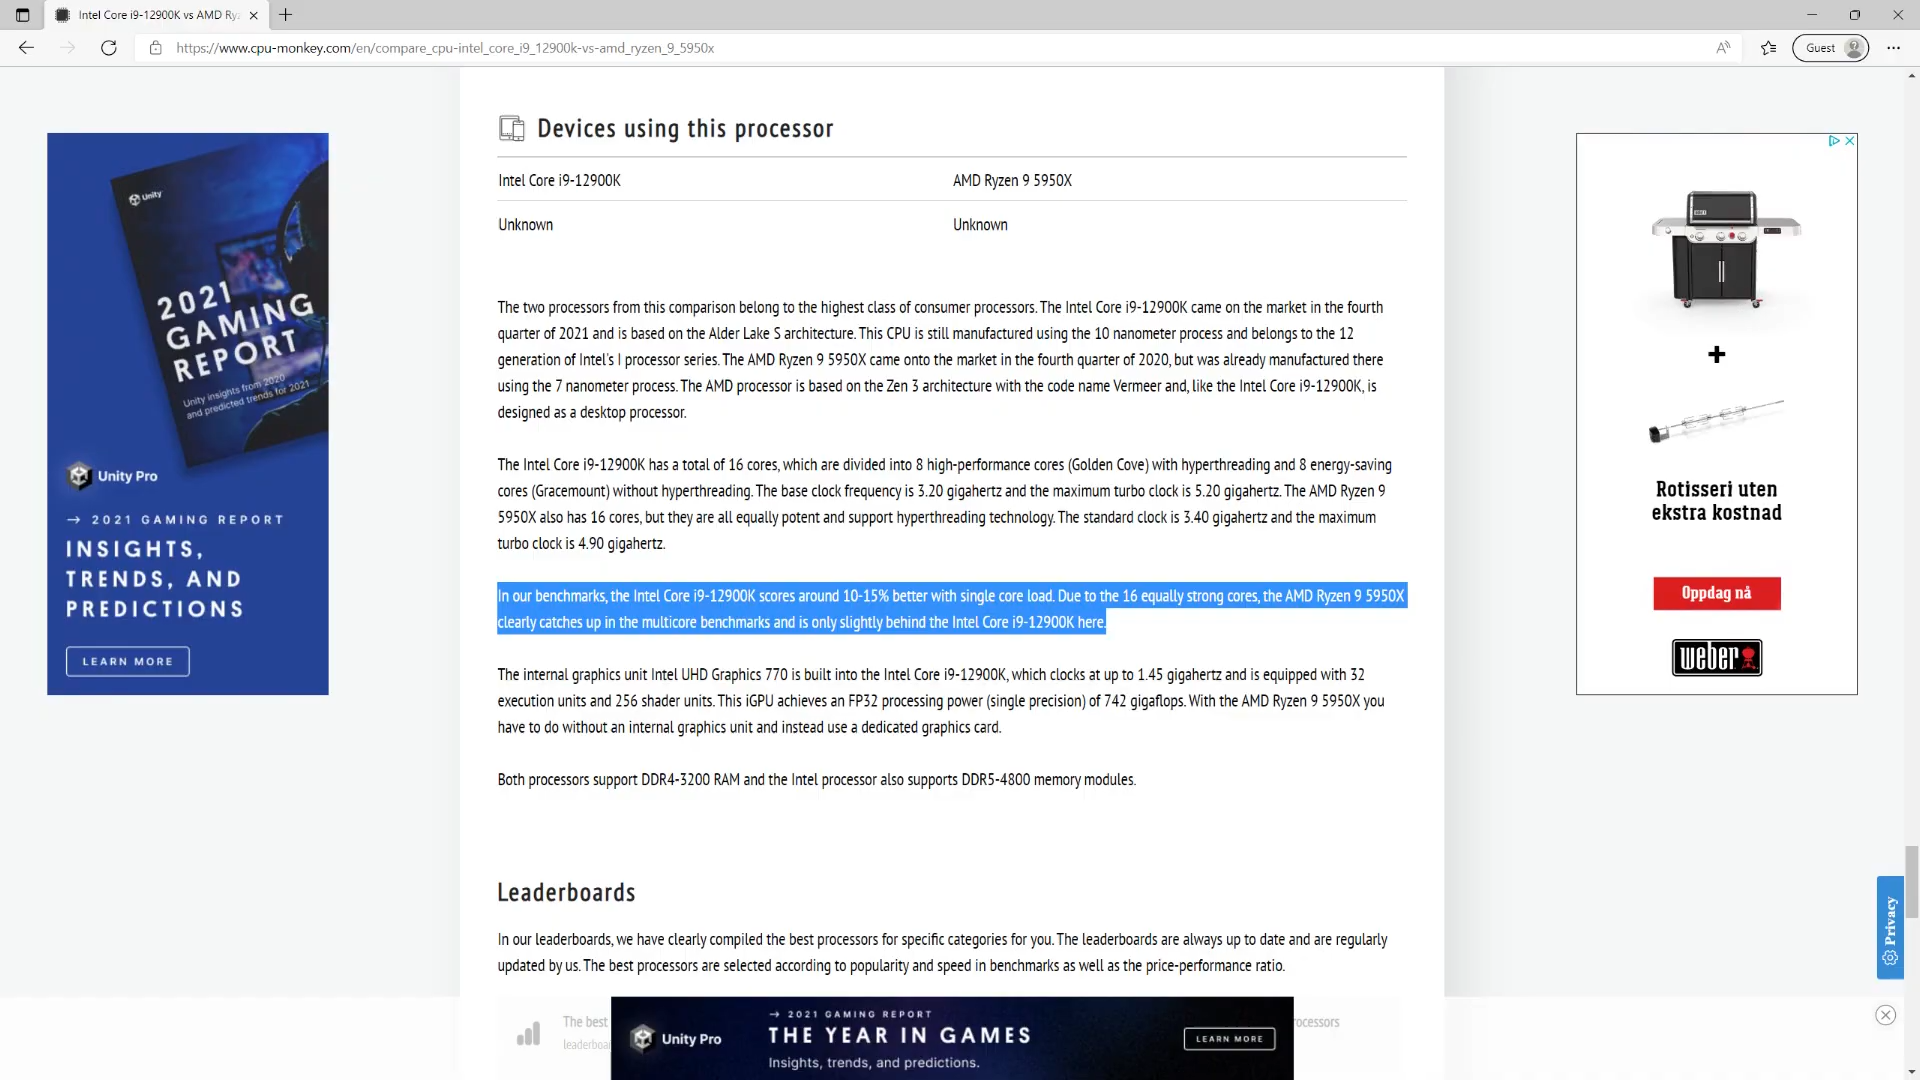 Intel Core i9-12900K vs AMD Ryz
https://www.cpu-monkey.com/en/compare_cpu-intel_core_i9_12900k-vs-amd_ryzen_9_5950x
Guest
Devices using this processor
Intel Core i9-12900K AMD Ryzen 9 5950X
Unknown Unknown
The two processors from this comparison belong to the highest class of consumer processors. The Intel Core i9-12900K came on the market in the fourth
quarter of 2021 and is based on the Alder Lake S architecture. This CPU is still manufactured using the 10 nanometer process and belongs to the 12
generation of Intel's I processor series. The AMD Ryzen 9 5950X came onto the market in the fourth quarter of 2020, but was already manufactured there
using the 7 nanometer process. The AMD processor is based on the Zen 3 architecture with the code name Vermeer and, like the Intel Core i9-12900K, is
designed as a desktop processor.
The Intel Core i9-12900K has a total of 16 cores, which are divided into 8 high-performance cores (Golden Cove) with hyperthreading and 8 energy-saving
cores (Gracemount) without hyperthreading. The base clock frequency is 3.20 gigahertz and the maximum turbo clock is 5.20 gigahertz. The AMD Ryzen 9
5950X also has 16 cores, but they are all equally potent and support hyperthreading technology. The standard clock is 3.40 gigahertz and the maximum
turbo clock is 4.90 gigahertz.
In our benchmarks, the Intel Core i9-12900K scores around 10-15% better with single core load. Due to the 16 equally strong cores, the AMD Ryzen 9 5950X
clearly catches up in the multicore benchmarks and is only slightly behind the Intel Core i9-12900K here.
The internal graphics unit Intel UHD Graphics 770 is built into the Intel Core i9-12900K, which clocks at up to 1.45 gigahertz and is equipped with 32
execution units and 256 shader units. This iGPU achieves an FP32 processing power (single precision) of 742 gigaflops. With the AMD Ryzen 9 5950X you
have to do without an internal graphics unit and instead use a dedicated graphics card.
Both processors support DDR4-3200 RAM and the Intel processor also supports DDR5-4800 memory modules.
Leaderboards
In our leaderboards, we have clearly compiled the best processors for specific categories for you. The leaderboards are always up to date and are regularly
updated by us. The best processors are selected according to popularity and speed in benchmarks as well as the price-performance ratio.
The best
rocessors
leaderboa
Unity
2021
GAMING
REPORT
Unity insights from 2020
and predicted trends for 2021
Unity Pro
→ 2021 GAMING REPORT
INSIGHTS,
TRENDS, AND
PREDICTIONS
LEARN MORE
+
Rotisseri uten
ekstra kostnad
Oppdag nå
weber
Privacy
Unity Pro
→ 2021 GAMING REPORT
THE YEAR IN GAMES
Insights, trends, and predictions.
LEARN MORE